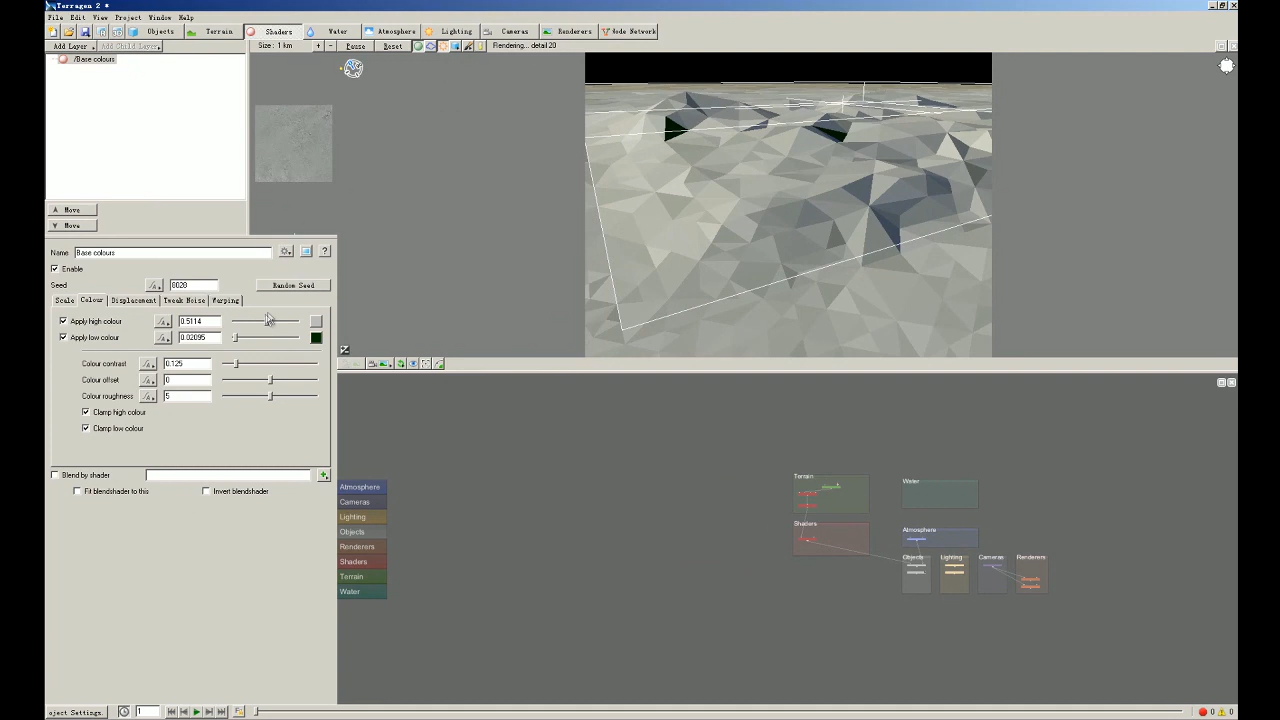 Terragen 2 *
File Edit View Project Window Help
Objects Terrain Shaders Water Atmosphere Lighting Cameras Renderers Node Network
Add Layer Add Child Layer Size: 1 km + - Pause Reset Rendering... detail 20
/Base colours
Move
Move
Name Base colours ?
Enable
Seed 8028 Random Seed
Scale Colour Displacement Tweak Noise Warping
Apply high colour 0.5114
Apply low colour 0.02095
Colour contrast 0.125
Colour offset 0
Colour roughness 5
Clamp high colour
Clamp low colour
Blend by shader
Fit blendshader to this Invert blendshader
Atmosphere
Cameras
Lighting
Objects
Renderers
Shaders
Terrain
Water
Terrain Water
Shaders Atmosphere
Objects Lighting Cameras Renderers
oject Settings. 1 0 0